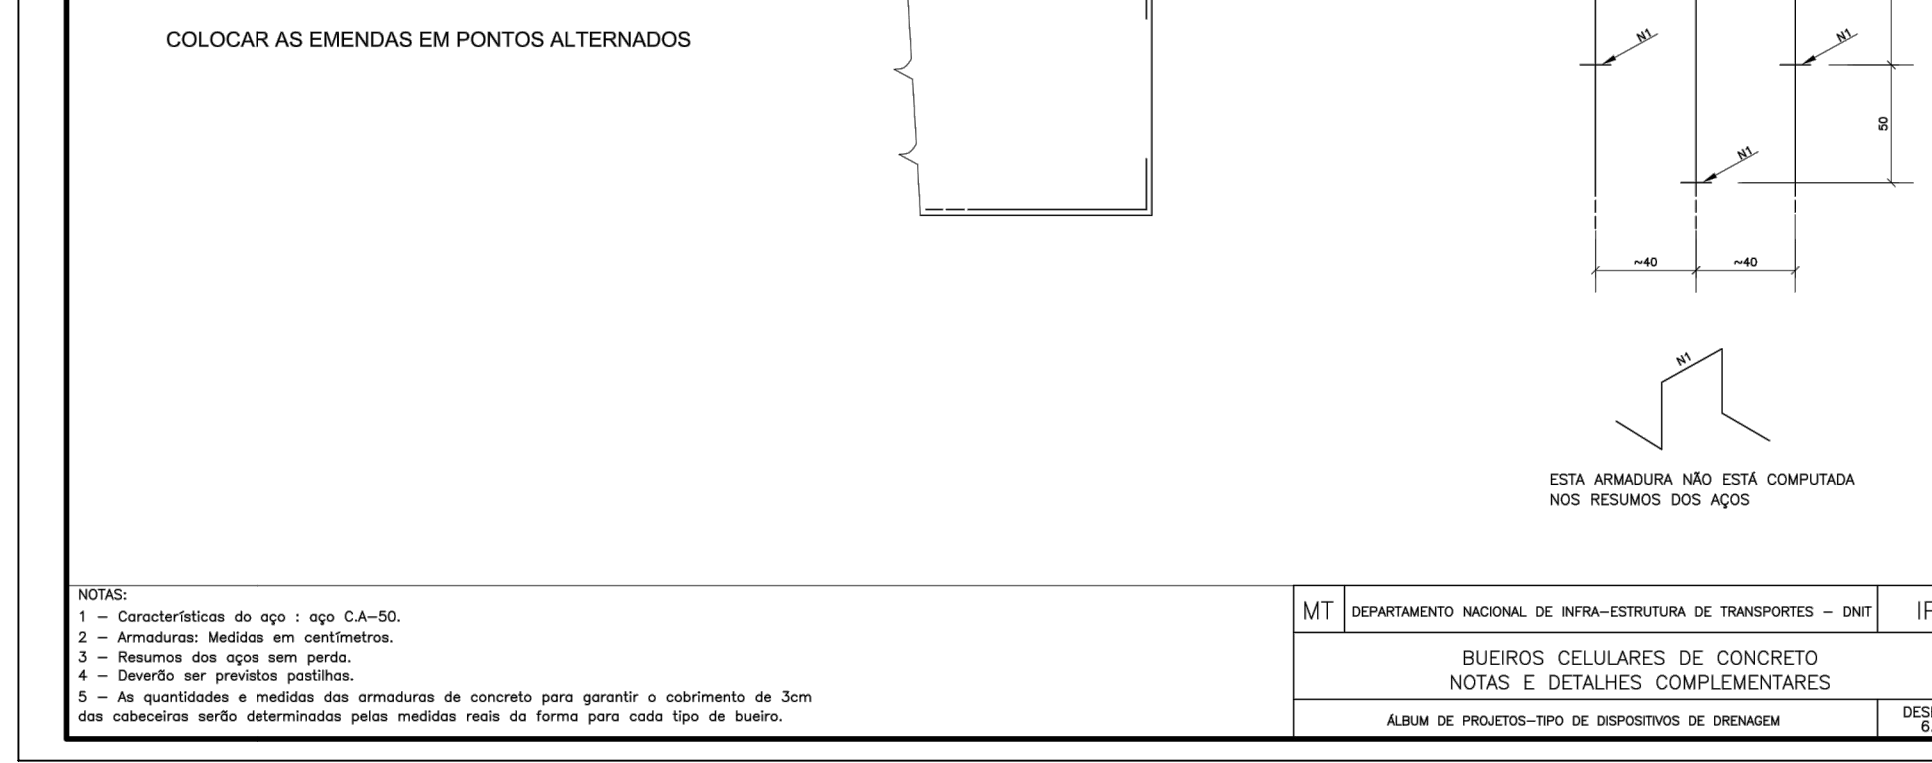 COLOCAR AS EMENDAS EM PONTOS ALTERNADOS
N1
N1
50
N1
~40
~40
N1
ESTA ARMADURA NÃO ESTÁ COMPUTADA
NOS RESUMOS DOS AÇOS
NOTAS:
1 – Características do aço : aço C.A–50.
2 – Armaduras: Medidas em centímetros.
3 – Resumos dos aços sem perda.
4 – Deverão ser previstos pastilhas.
5 – As quantidades e medidas das armaduras de concreto para garantir o cobrimento de 3cm
das cabeceiras serão determinadas pelas medidas reais da forma para cada tipo de bueiro.
MT
DEPARTAMENTO NACIONAL DE INFRA–ESTRUTURA DE TRANSPORTES – DNIT
BUEIROS CELULARES DE CONCRETO
NOTAS E DETALHES COMPLEMENTARES
ÁLBUM DE PROJETOS–TIPO DE DISPOSITIVOS DE DRENAGEM